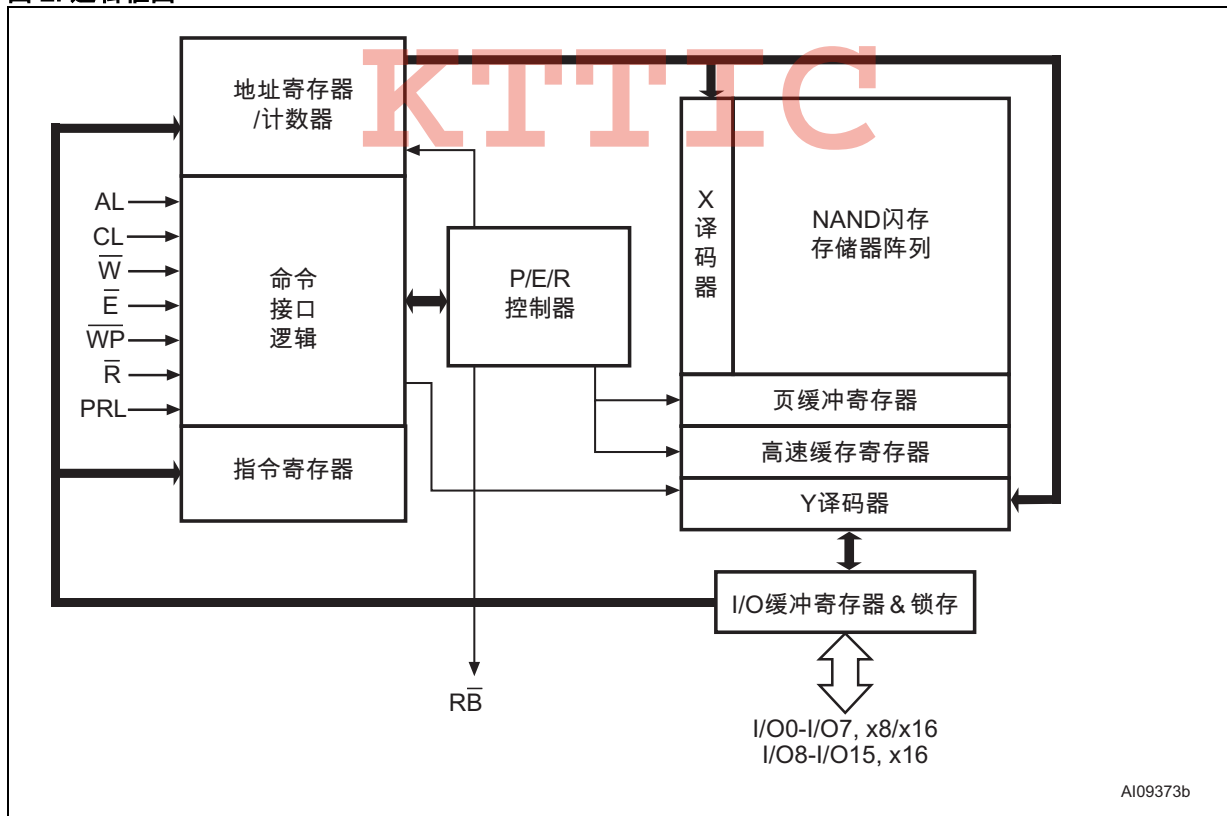 KTTIC
地址寄存器
/计数器
AL
CL
W̅
E̅
W̅P̅
R̅
PRL
命令
接口
逻辑
指令寄存器
P/E/R
控制器
X
译
码
器
NAND闪存
存储器阵列
页缓冲寄存器
高速缓存寄存器
Y译码器
I/O缓冲寄存器&锁存
RB̅
I/O0-I/O7, x8/x16
I/O8-I/O15, x16
AI09373b